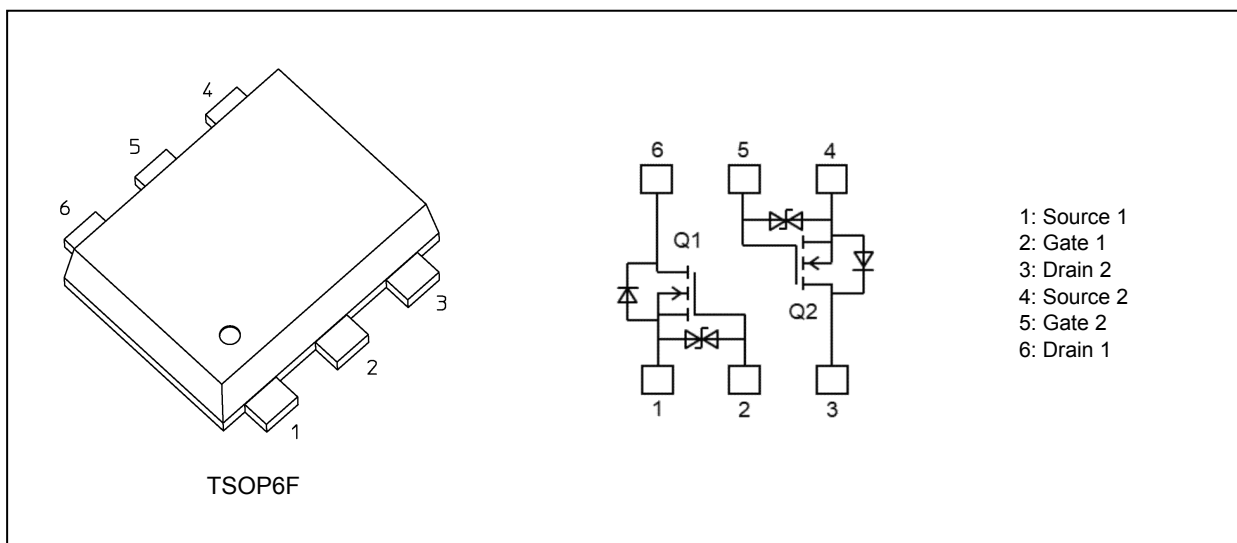 4
5
6
3
2
1
TSOP6F
6 5 4
Q1
Q2
1 2 3
1: Source 1
2: Gate 1
3: Drain 2
4: Source 2
5: Gate 2
6: Drain 1